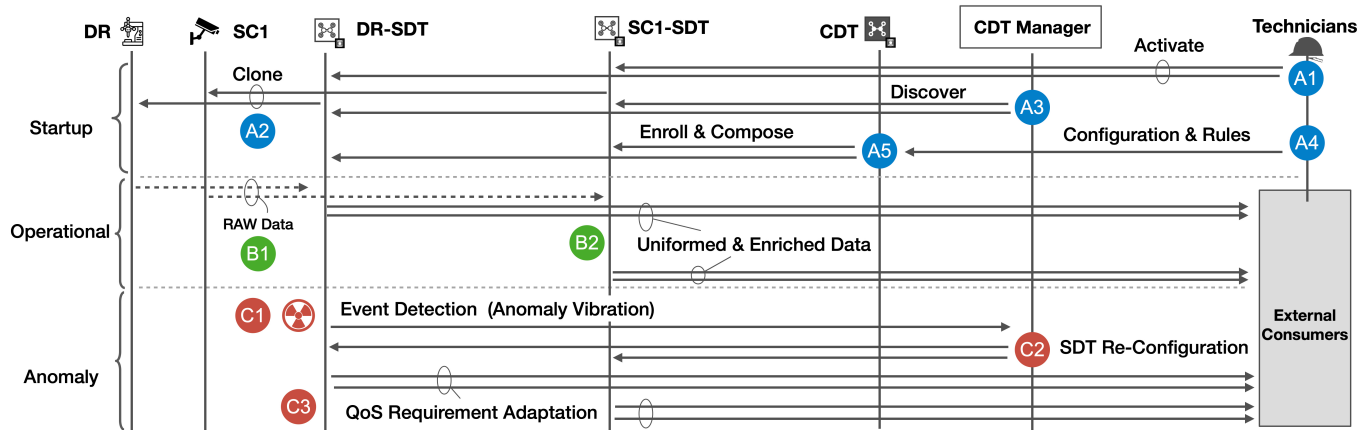 DR
SC1
DR-SDT
SC1-SDT
CDT
CDT Manager
Technicians
Activate
Clone
A1
Discover
A3
Startup
A2
Enroll & Compose
A5
Configuration & Rules
A4
RAW Data
Operational
B1
B2
Uniformed & Enriched Data
C1
Event Detection (Anomaly Vibration)
External
Consumers
C2
SDT Re-Configuration
Anomaly
C3
QoS Requirement Adaptation